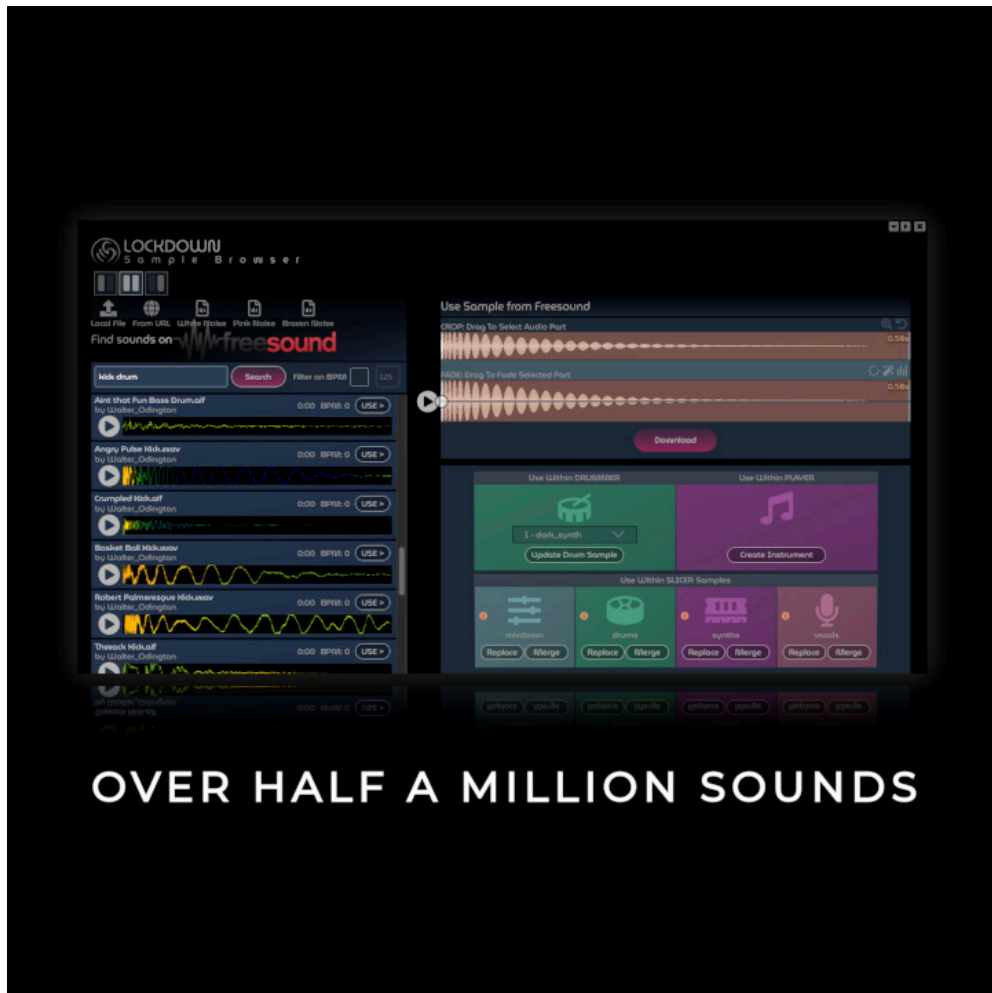 LOCKDOWN
Sample Browser
Local File From URL White Noise Pink Noise Brown Noise
Find sounds on freesound
kick drum Search Filter on BPM 125
Aint that Fun Bass Drum.aif
by Walter_Odington
0:00 BPM: 0 USE >
Angry Pulse Kick.wav
by Walter_Odington
0:00 BPM: 0 USE >
Crumpled Kick.aif
by Walter_Odington
0:00 BPM: 0 USE >
Basket Ball Kick.wav
by Walter_Odington
0:00 BPM: 0 USE >
Robert Palmeresque Kick.wav
by Walter_Odington
0:00 BPM: 0 USE >
Thwack Kick.aif
by Walter_Odington
0:00 BPM: 0 USE >
Use Sample from Freesound
CROP: Drag To Select Audio Part
0.58s
FADE: Drag To Fade Selected Part
0.58s
Download
Use Within DRUMMER Use Within PLAYER
1 - dark_synth
Update Drum Sample Create Instrument
Use Within SLICER Samples
mixdown drums synths vocals
Replace Merge Replace Merge Replace Merge Replace Merge
OVER HALF A MILLION SOUNDS